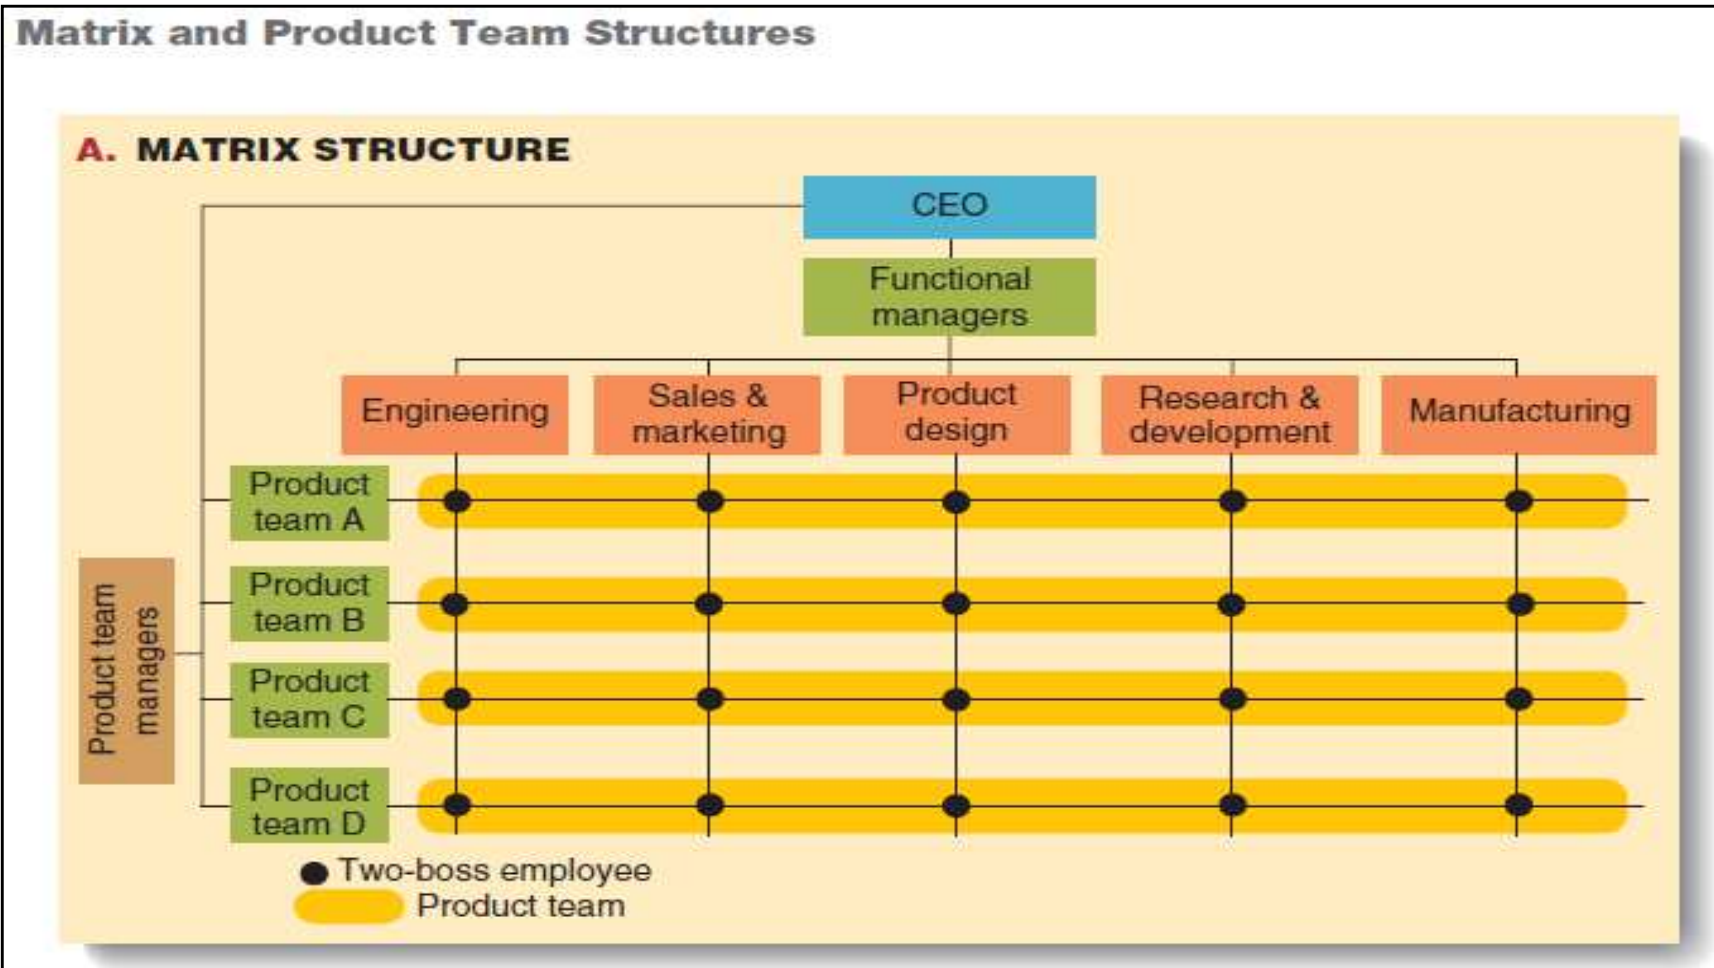 Matrix and Product Team Structures
A. MATRIX STRUCTURE
CEO
Functional
managers
Engineering
Sales &
marketing
Product
design
Research &
development
Manufacturing
Product team
managers
Product
team A
Product
team B
Product
team C
Product
team D
Two-boss employee
Product team